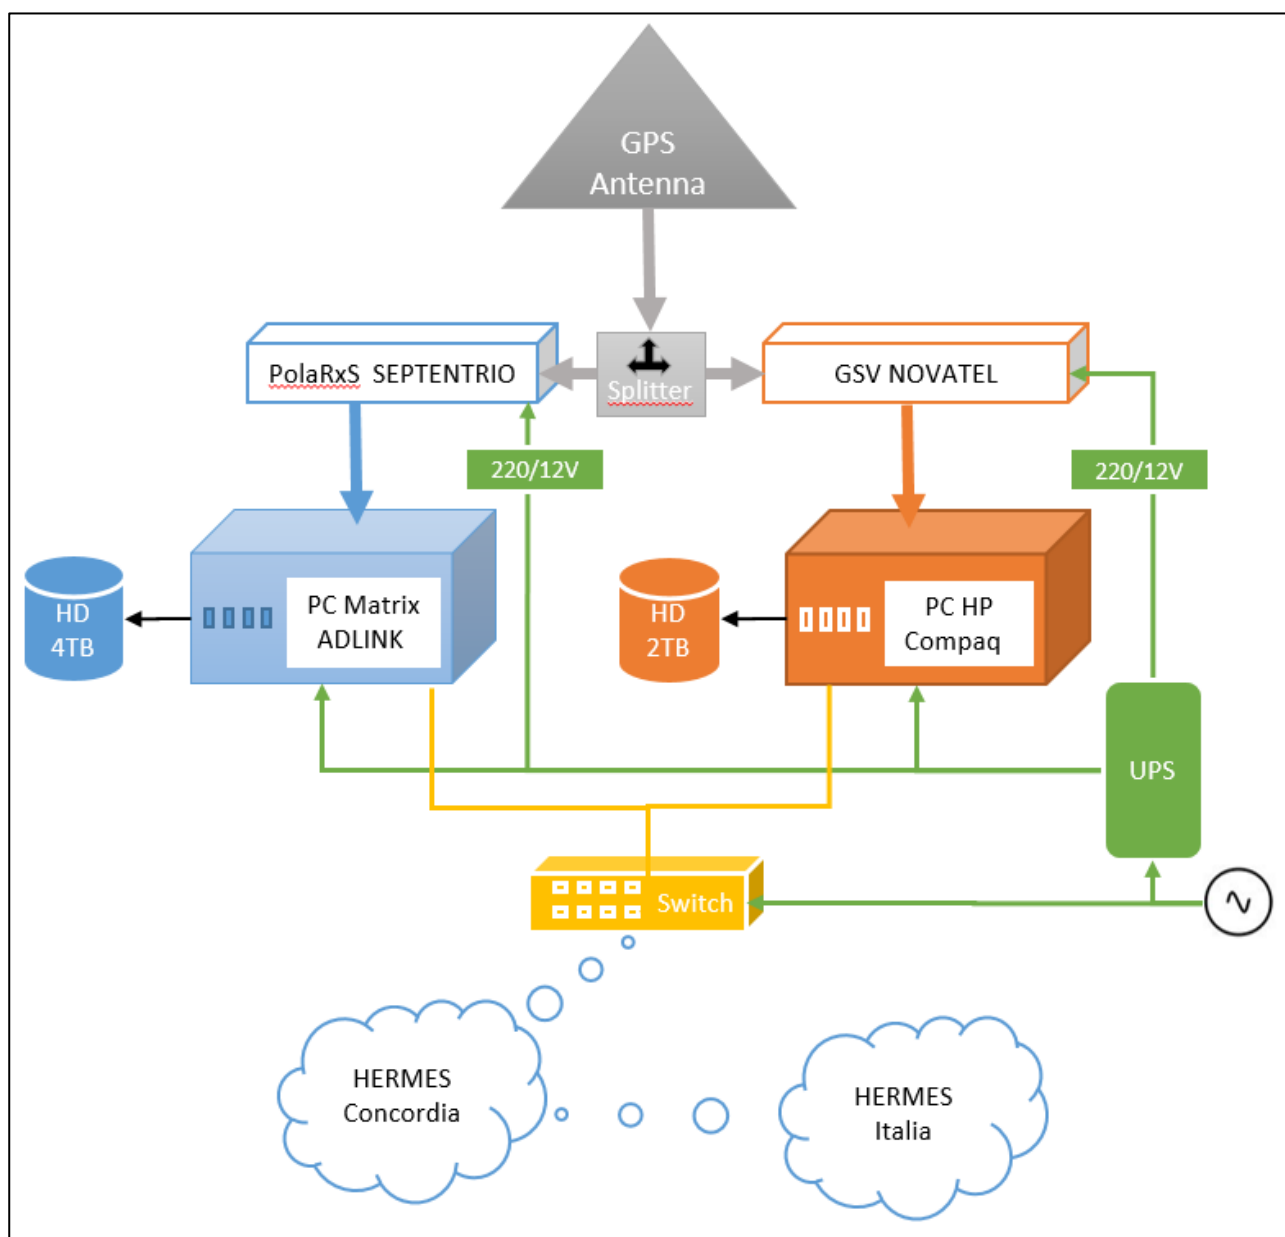 GPS
Antenna
Splitter
PolaRxS SEPTENTRIO
GSV NOVATEL
220/12V
220/12V
HD
4TB
PC Matrix
ADLINK
HD
2TB
PC HP
Compaq
UPS
Switch
HERMES
Concordia
HERMES
Italia